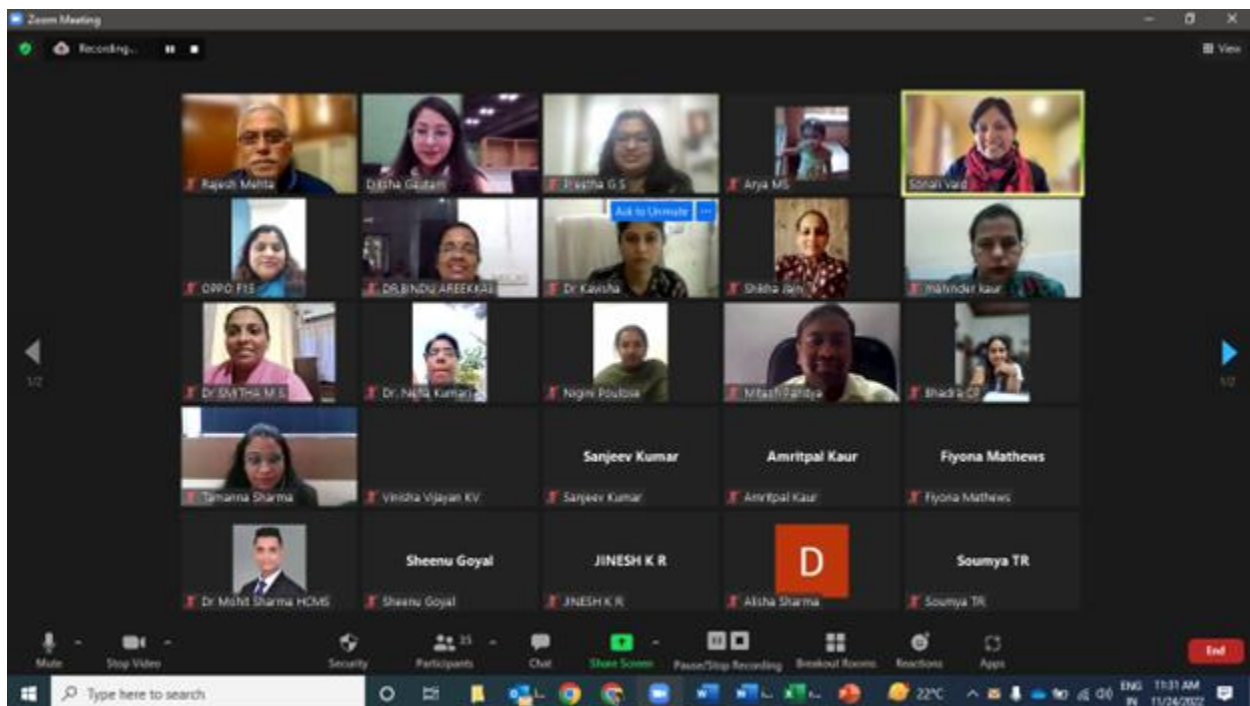 Zoom Meeting
Recording...
View
Rajesh Mehta
Diksha Gautam
Preetha G S
Arya MS
Sonali Vaid
Ask to Unmute ...
OPPO F15
DR.BINDU AREEKKAL
Dr Kavisha
Shikha Jain
mahinder kaur
1/2
1/2
Dr.SMITHA M S
Dr. Neha Kumari
Nigini Poulose
Mitesh Pandya
Bhadra CP
Tamanna Sharma
Vinisha Vijayan KV
Sanjeev Kumar
Sanjeev Kumar
Amritpal Kaur
Amritpal Kaur
Fiyona Mathews
Fiyona Mathews
Dr Mohit Sharma HCMS
Sheenu Goyal
Sheenu Goyal
JINESH K R
JINESH K R
D
Alisha Sharma
Soumya TR
Soumya TR
Mute
Stop Video
Security
35
Participants
Chat
Share Screen
Pause/Stop Recording
Breakout Rooms
Reactions
Apps
End
Type here to search
22°C
ENG
IN
11:31 AM
11/24/2022